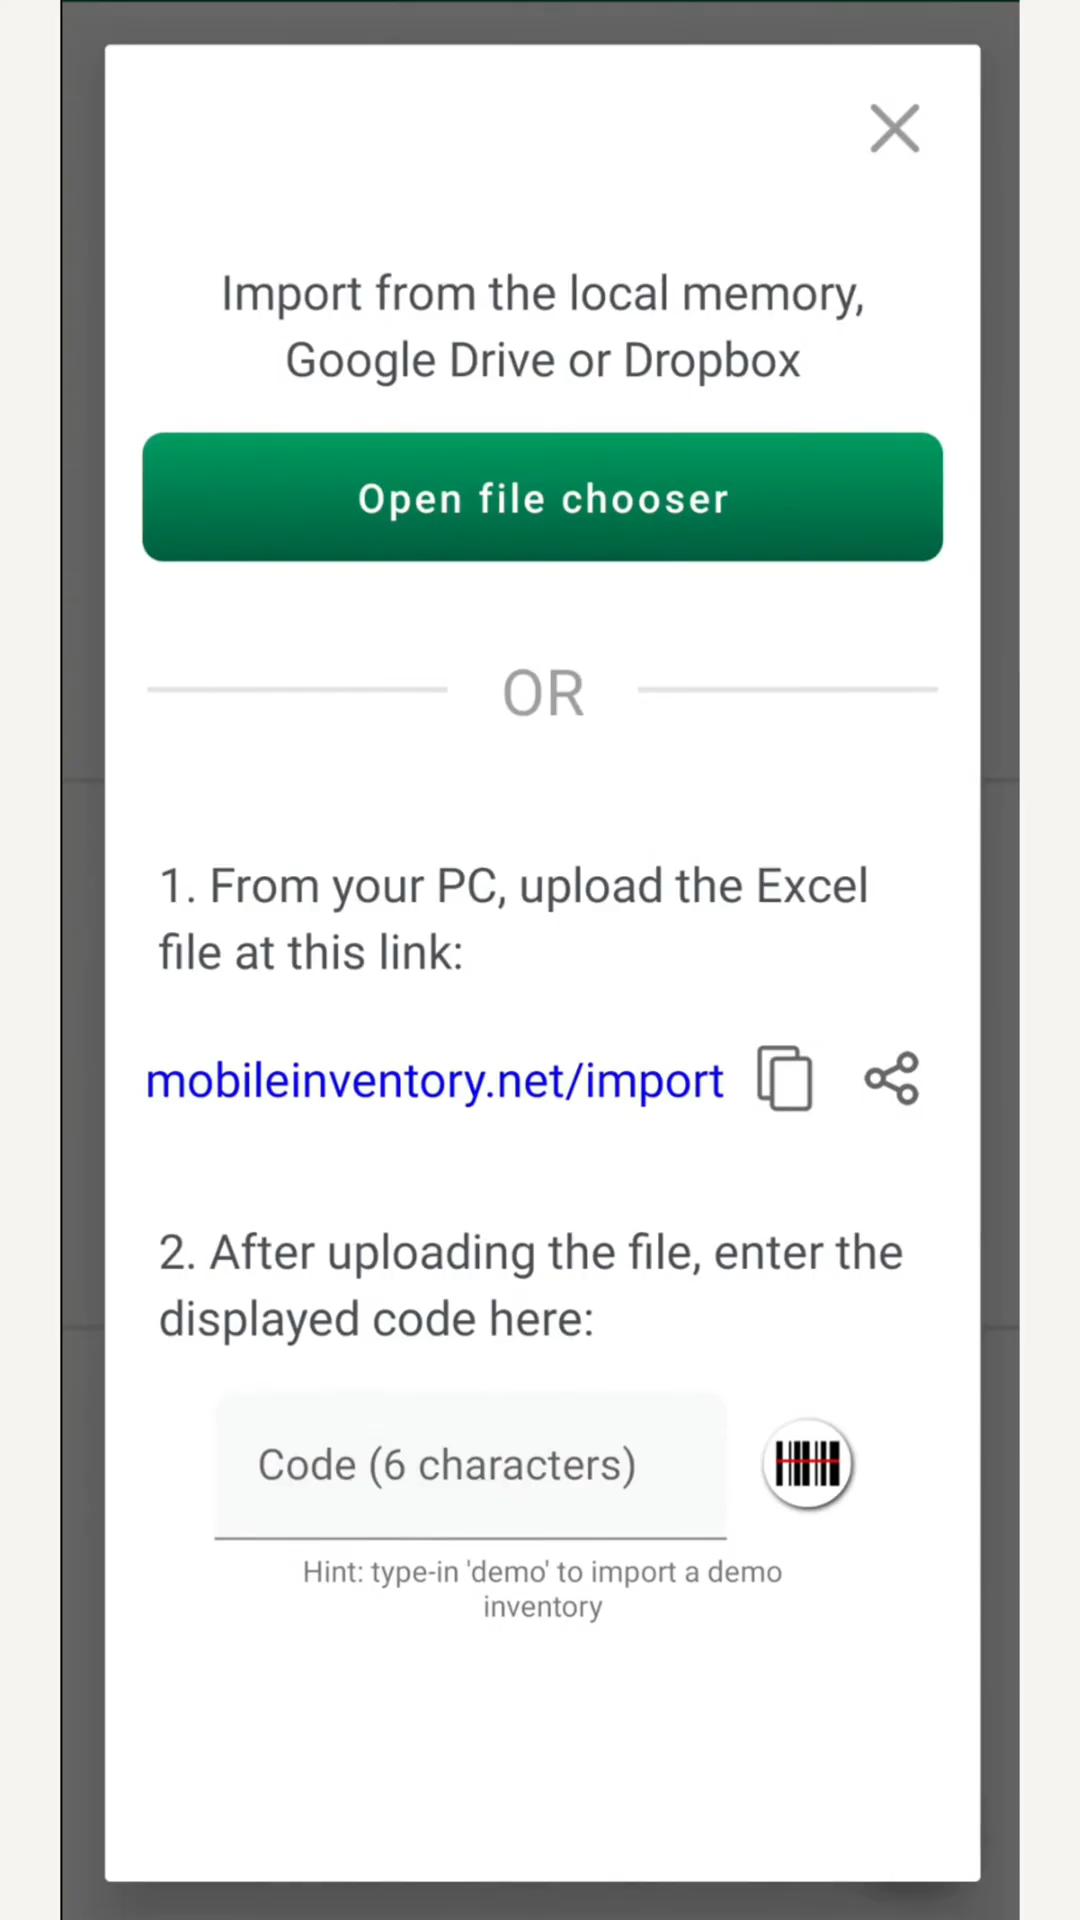 Import from the local memory,
Google Drive or Dropbox
Open file chooser
OR
1. From your PC, upload the Excel
file at this link:
mobileinventory.net/import
2. After uploading the file, enter the
displayed code here:
Code (6 characters)
Hint: type-in 'demo' to import a demo
inventory